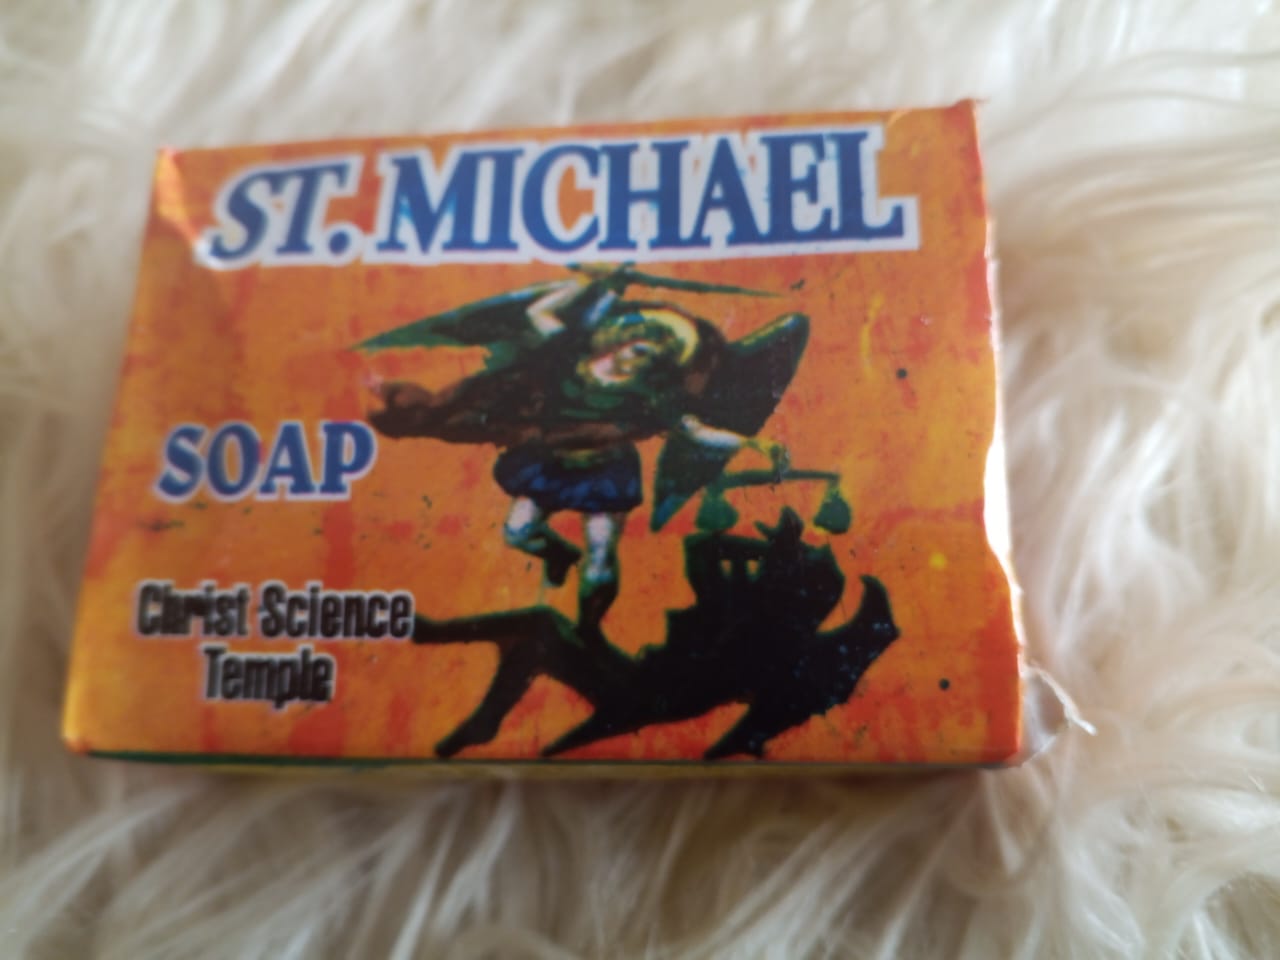 ST. MICHAEL
SOAP
Christ Science
Temple